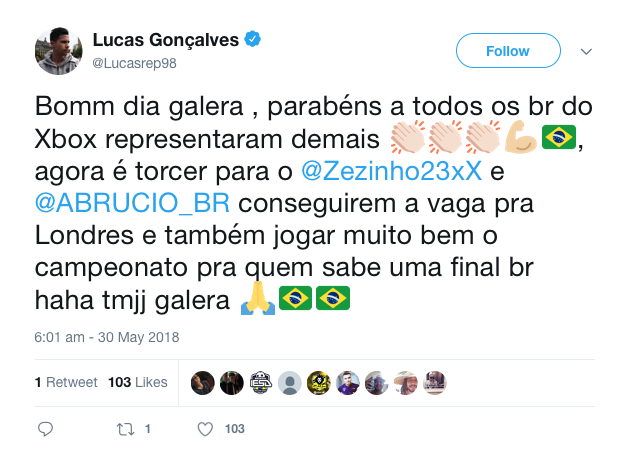 Lucas Gonçalves
@Lucasrep98
Follow
Bomm dia galera , parabéns a todos os br do
Xbox representaram demais 👏🏻👏🏻👏🏻💪🏼🇧🇷,
agora é torcer para o @Zezinho23xX e
@ABRUCIO_BR conseguirem a vaga pra
Londres e também jogar muito bem o
campeonato pra quem sabe uma final br
haha tmjj galera 🙏🇧🇷🇧🇷
6:01 am - 30 May 2018
1 Retweet 103 Likes
1 103